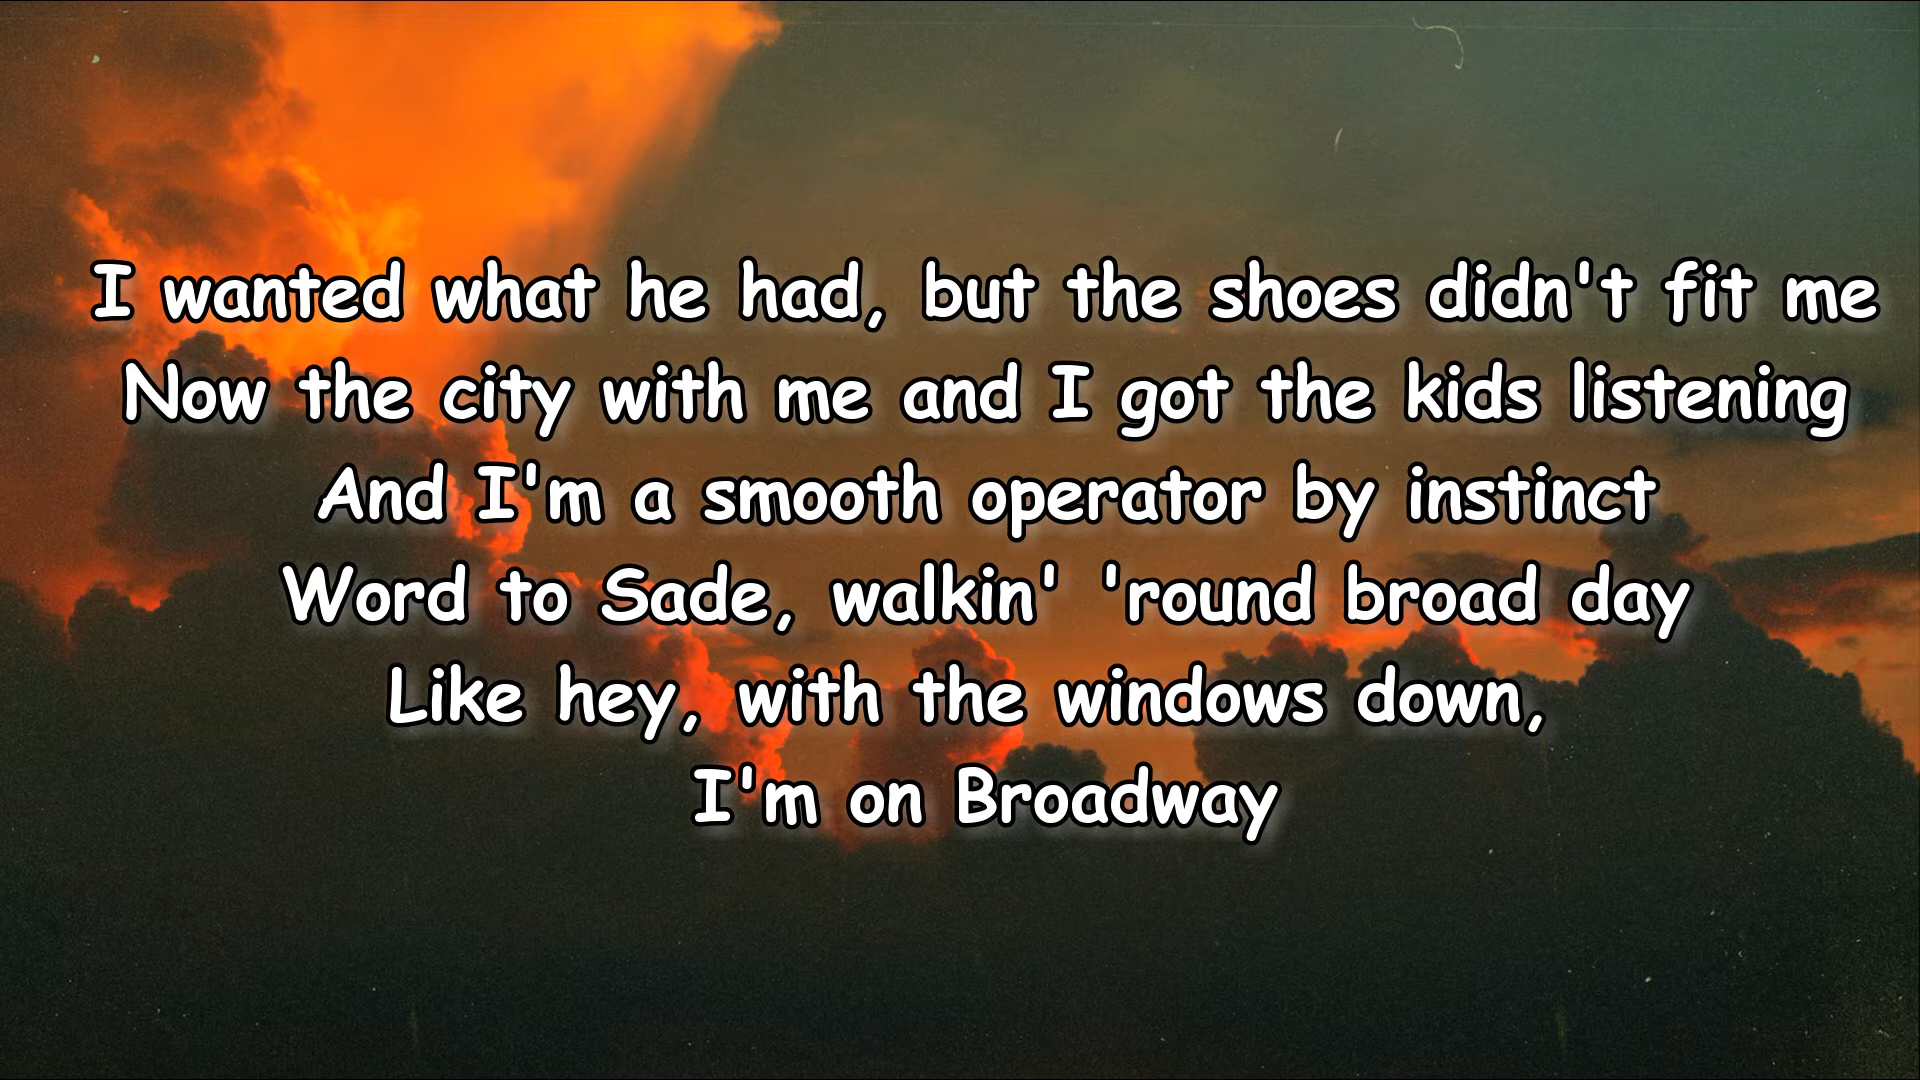 I wanted what he had, but the shoes didn't fit me
Now the city with me and I got the kids listening
And I'm a smooth operator by instinct
Word to Sade, walkin' 'round broad day
Like hey, with the windows down,
I'm on Broadway